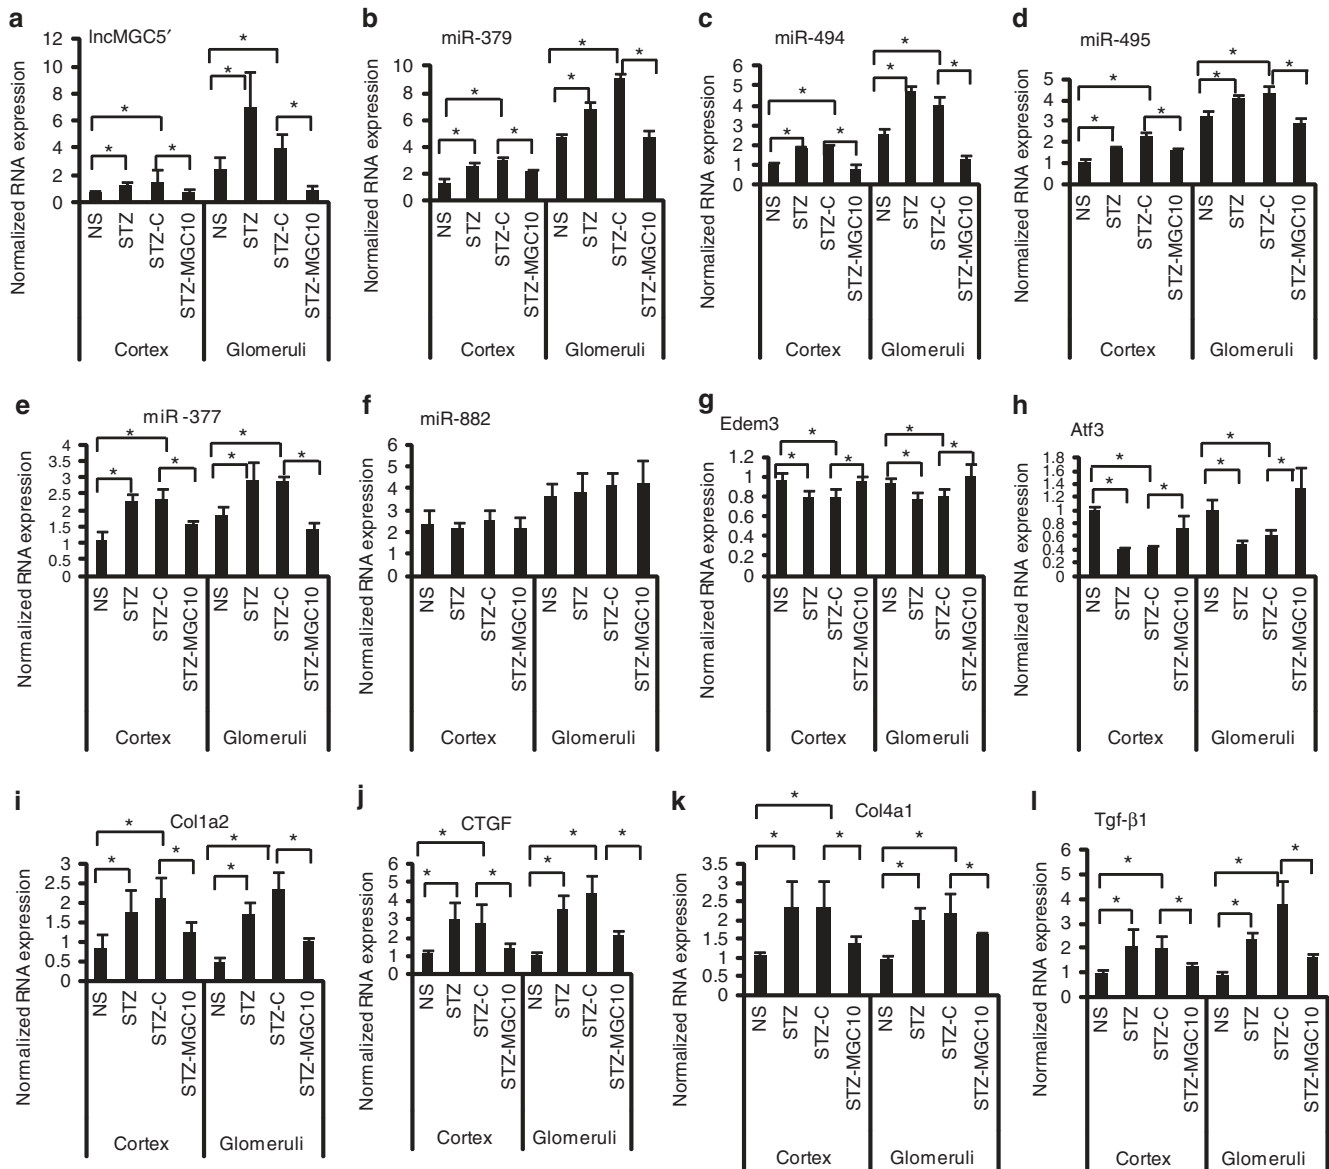 a
lncMGC5′
Normalized RNA expression
12
10
8
6
4
2
0
* * * * * *
NS STZ STZ-C STZ-MGC10 NS STZ STZ-C STZ-MGC10
Cortex Glomeruli
b
miR-379
Normalized RNA expression
10
8
6
4
2
0
* * * * * *
NS STZ STZ-C STZ-MGC10 NS STZ STZ-C STZ-MGC10
Cortex Glomeruli
c
miR-494
Normalized RNA expression
6
5
4
3
2
1
0
* * * * * *
NS STZ STZ-C STZ-MGC10 NS STZ STZ-C STZ-MGC10
Cortex Glomeruli
d
miR-495
Normalized RNA expression
5
4
3
2
1
0
* * * * * *
NS STZ STZ-C STZ-MGC10 NS STZ STZ-C STZ-MGC10
Cortex Glomeruli
e
miR -377
Normalized RNA expression
4
3.5
3
2.5
2
1.5
1
0.5
0
* * * * * *
NS STZ STZ-C STZ-MGC10 NS STZ STZ-C STZ-MGC10
Cortex Glomeruli
f
miR-882
Normalized RNA expression
6
5
4
3
2
1
0
NS STZ STZ-C STZ-MGC10 NS STZ STZ-C STZ-MGC10
Cortex Glomeruli
g
Edem3
Normalized RNA expression
1.2
1
0.8
0.6
0.4
0.2
0
* * * * * *
NS STZ STZ-C STZ-MGC10 NS STZ STZ-C STZ-MGC10
Cortex Glomeruli
h
Atf3
Normalized RNA expression
1.8
1.6
1.4
1.2
1
0.8
0.6
0.4
0.2
0
* * * * * *
NS STZ STZ-C STZ-MGC10 NS STZ STZ-C STZ-MGC10
Cortex Glomeruli
i
Col1a2
Normalized RNA expression
3
2.5
2
1.5
1
0.5
0
* * * * * *
NS STZ STZ-C STZ-MGC10 NS STZ STZ-C STZ-MGC10
Cortex Glomeruli
j
CTGF
Normalized RNA expression
6
5
4
3
2
1
0
* * * * * *
NS STZ STZ-C STZ-MGC10 NS STZ STZ-C STZ-MGC10
Cortex Glomeruli
k
Col4a1
Normalized RNA expression
3.5
3
2.5
2
1.5
1
0.5
0
* * * * * *
NS STZ STZ-C STZ-MGC10 NS STZ STZ-C STZ-MGC10
Cortex Glomeruli
l
Tgf-β1
Normalized RNA expression
6
5
4
3
2
1
0
* * * * * *
NS STZ STZ-C STZ-MGC10 NS STZ STZ-C STZ-MGC10
Cortex Glomeruli